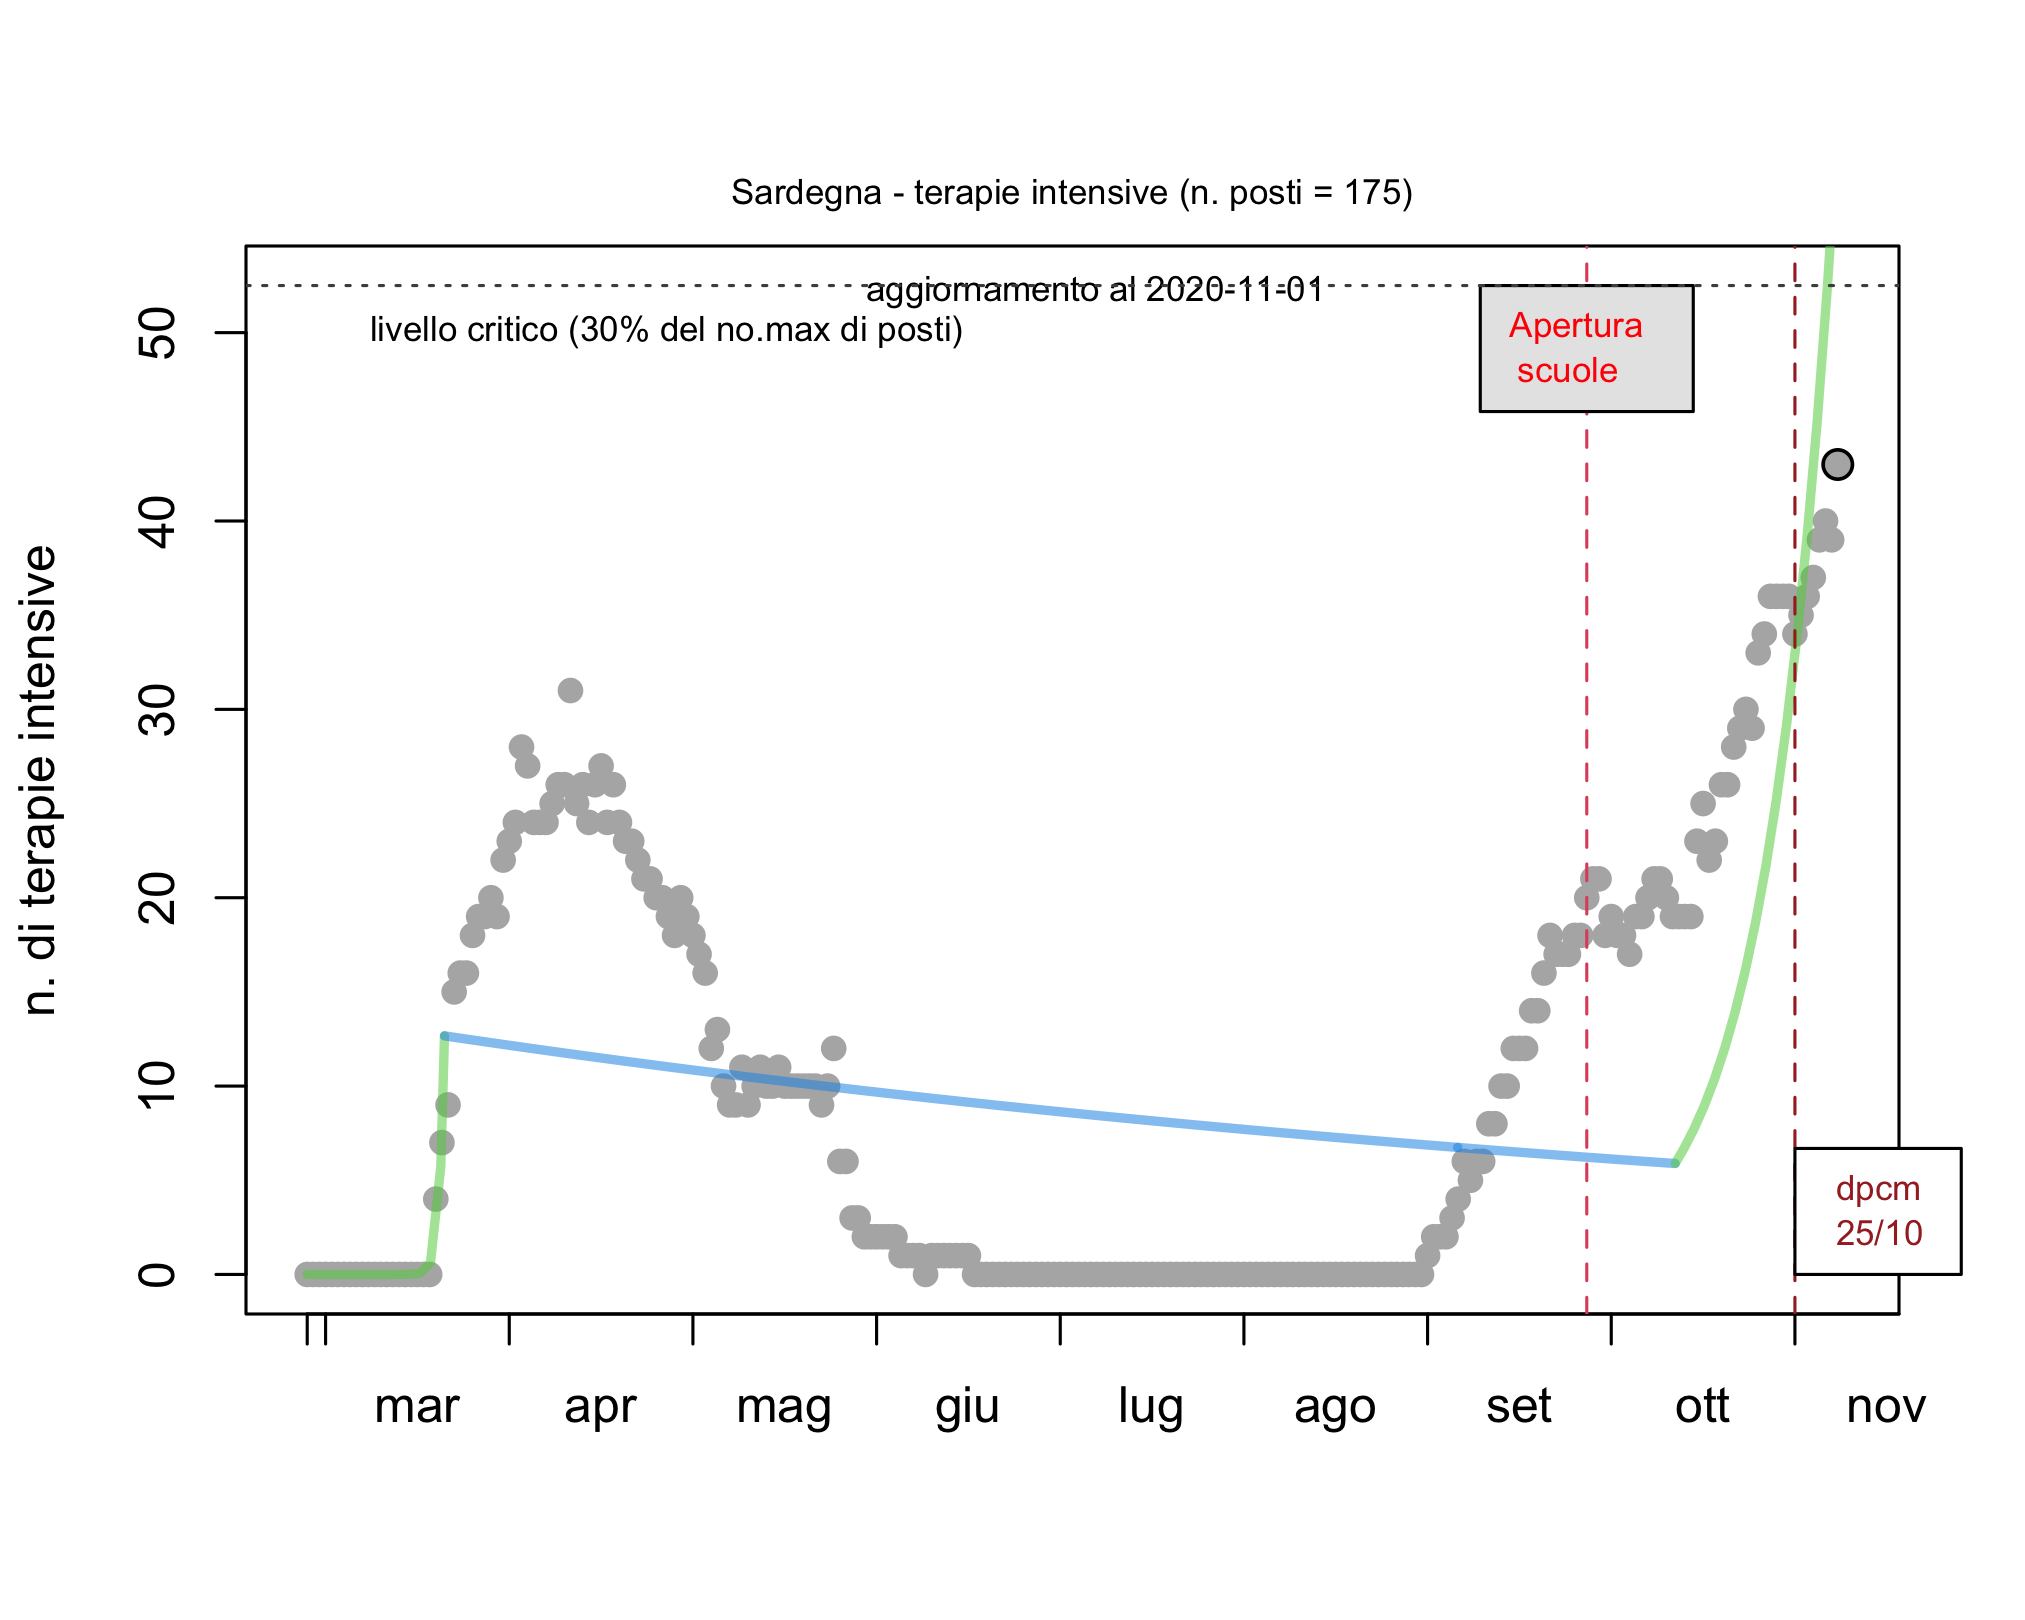 Sardegna - terapie intensive (n. posti = 175)
aggiornamento al 2020-11-01
livello critico (30% del no.max di posti)
Apertura
scuole
n. di terapie intensive
50
40
30
20
10
0
dpcm
25/10
mar apr mag giu lug ago set ott nov